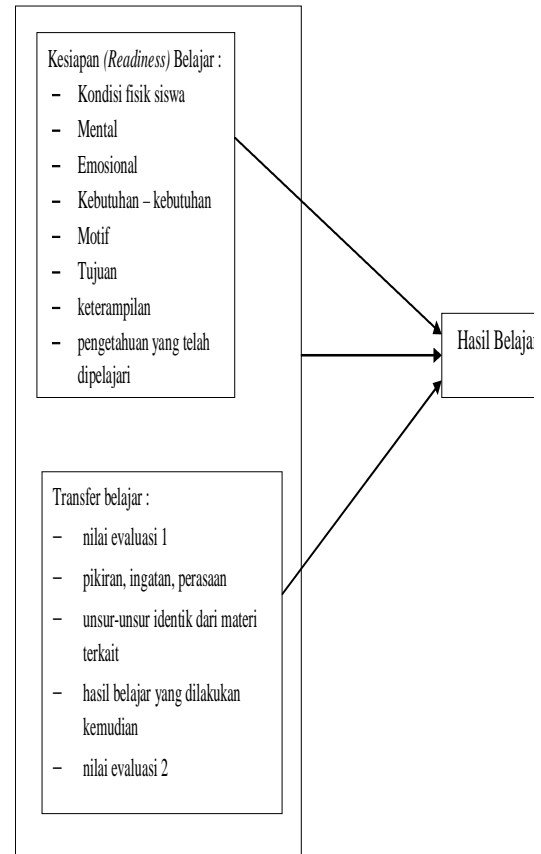 Kesiapan (Readiness) Belajar :
– Kondisi fisik siswa
– Mental
– Emosional
– Kebutuhan – kebutuhan
– Motif
– Tujuan
– keterampilan
– pengetahuan yang telah
dipelajari
Hasil Belajar
Transfer belajar :
– nilai evaluasi 1
– pikiran, ingatan, perasaan
– unsur-unsur identik dari materi
terkait
– hasil belajar yang dilakukan
kemudian
– nilai evaluasi 2